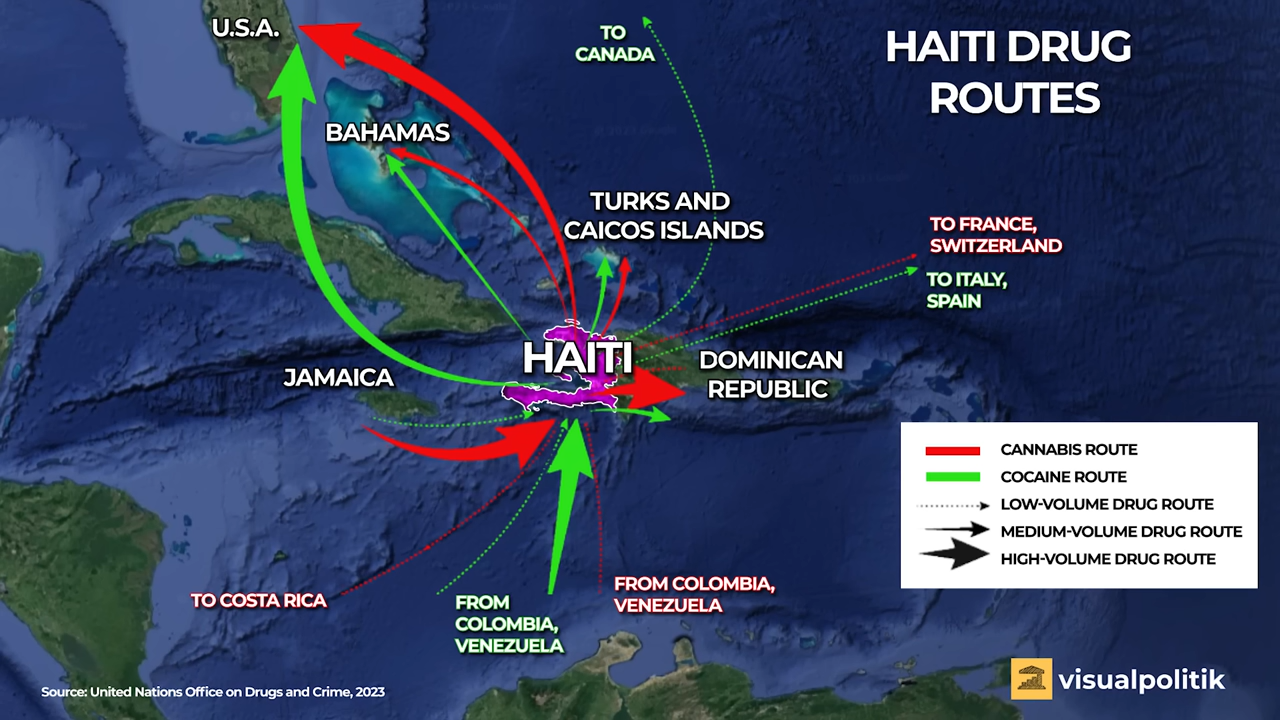 HAITI DRUG
ROUTES
U.S.A.
TO
CANADA
BAHAMAS
TURKS AND
CAICOS ISLANDS
TO FRANCE,
SWITZERLAND
TO ITALY,
SPAIN
HAITI
DOMINICAN
REPUBLIC
JAMAICA
CANNABIS ROUTE
COCAINE ROUTE
LOW-VOLUME DRUG ROUTE
MEDIUM-VOLUME DRUG ROUTE
HIGH-VOLUME DRUG ROUTE
TO COSTA RICA
FROM
COLOMBIA,
VENEZUELA
FROM COLOMBIA,
VENEZUELA
Source: United Nations Office on Drugs and Crime, 2023
visualpolitik